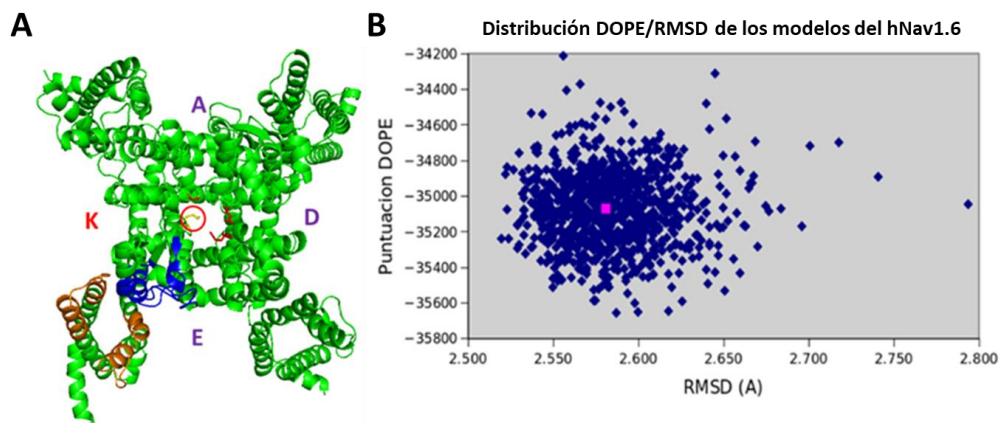 A
B
Distribución DOPE/RMSD de los modelos del hNav1.6
A
K
D
E
Puntuacion DOPE
−34200
−34400
−34600
−34800
−35000
−35200
−35400
−35600
−35800
2.500
2.550
2.600
2.650
2.700
2.750
2.800
RMSD (A)